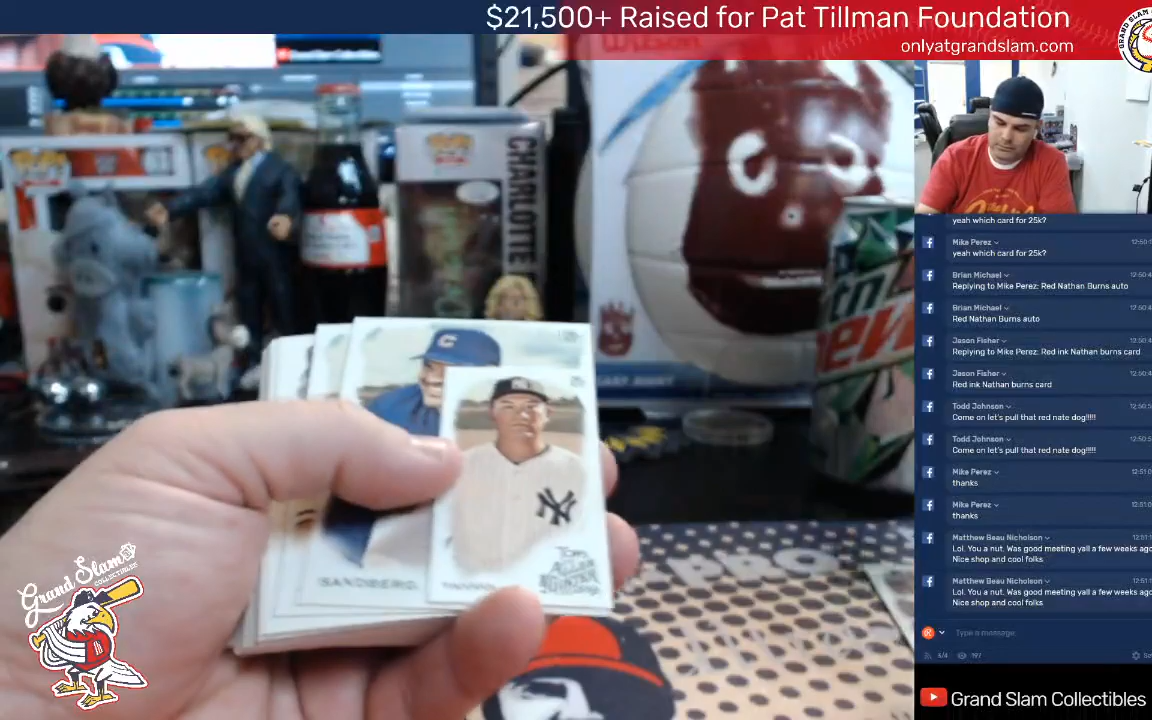 $21,500+ Raised for Pat Tillman Foundation
onlyatgrandslam.com
CHARLOTTE
yeah which card for 25k?
Mike Perez
yeah which card for 25k?
Brian Michael
Replying to Mike Perez: Red Nathan Burns auto
Brian Michael
Red Nathan Burns auto
Jason Fisher
Replying to Mike Perez: Red ink Nathan burns card
Jason Fisher
Red ink Nathan burns card
Todd Johnson
Come on let's pull that red nate dog!!!!!
Todd Johnson
Come on let's pull that red nate dog!!!!!
Mike Perez
thanks
Mike Perez
thanks
Matthew Beau Nicholson
Lol. You a nut. Was good meeting yall a few weeks ago
Nice shop and cool folks
Matthew Beau Nicholson
Lol. You a nut. Was good meeting yall a few weeks ago
Nice shop and cool folks
Type a message
197
Grand Slam Collectibles
SANDBERG
NY
Grand Slam
COLLECTIBLES